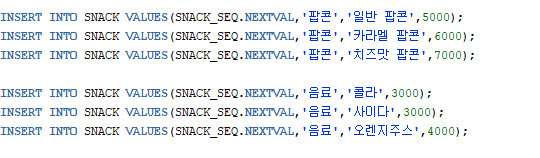 INSERT INTO SNACK VALUES(SNACK_SEQ.NEXTVAL,'팝콘','일반 팝콘',5000);
INSERT INTO SNACK VALUES(SNACK_SEQ.NEXTVAL,'팝콘','카라멜 팝콘',6000);
INSERT INTO SNACK VALUES(SNACK_SEQ.NEXTVAL,'팝콘','치즈맛 팝콘',7000);
INSERT INTO SNACK VALUES(SNACK_SEQ.NEXTVAL,'음료','콜라',3000);
INSERT INTO SNACK VALUES(SNACK_SEQ.NEXTVAL,'음료','사이다',3000);
INSERT INTO SNACK VALUES(SNACK_SEQ.NEXTVAL,'음료','오렌지주스',4000);